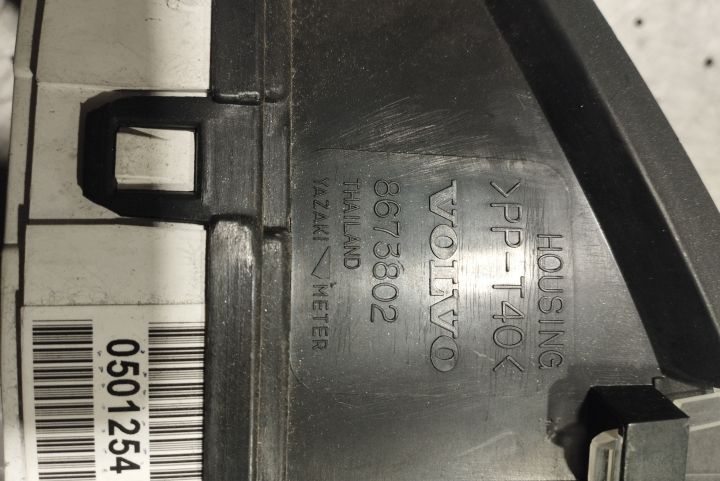 HOUSING
>PP-T40<
VOLVO
8673802
THAILAND
YAZAKI METER
0501254